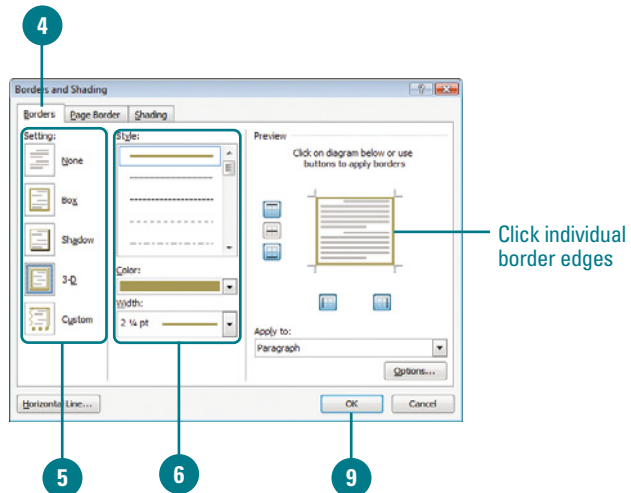 4
Borders and Shading
Borders
Page Border
Shading
Setting:
None
Box
Shadow
3-D
Custom
Style:
Color:
Width:
2 ¼ pt
Preview
Click on diagram below or use
buttons to apply borders
Click individual
border edges
Apply to:
Paragraph
Options...
Horizontal Line...
OK
Cancel
5
6
9